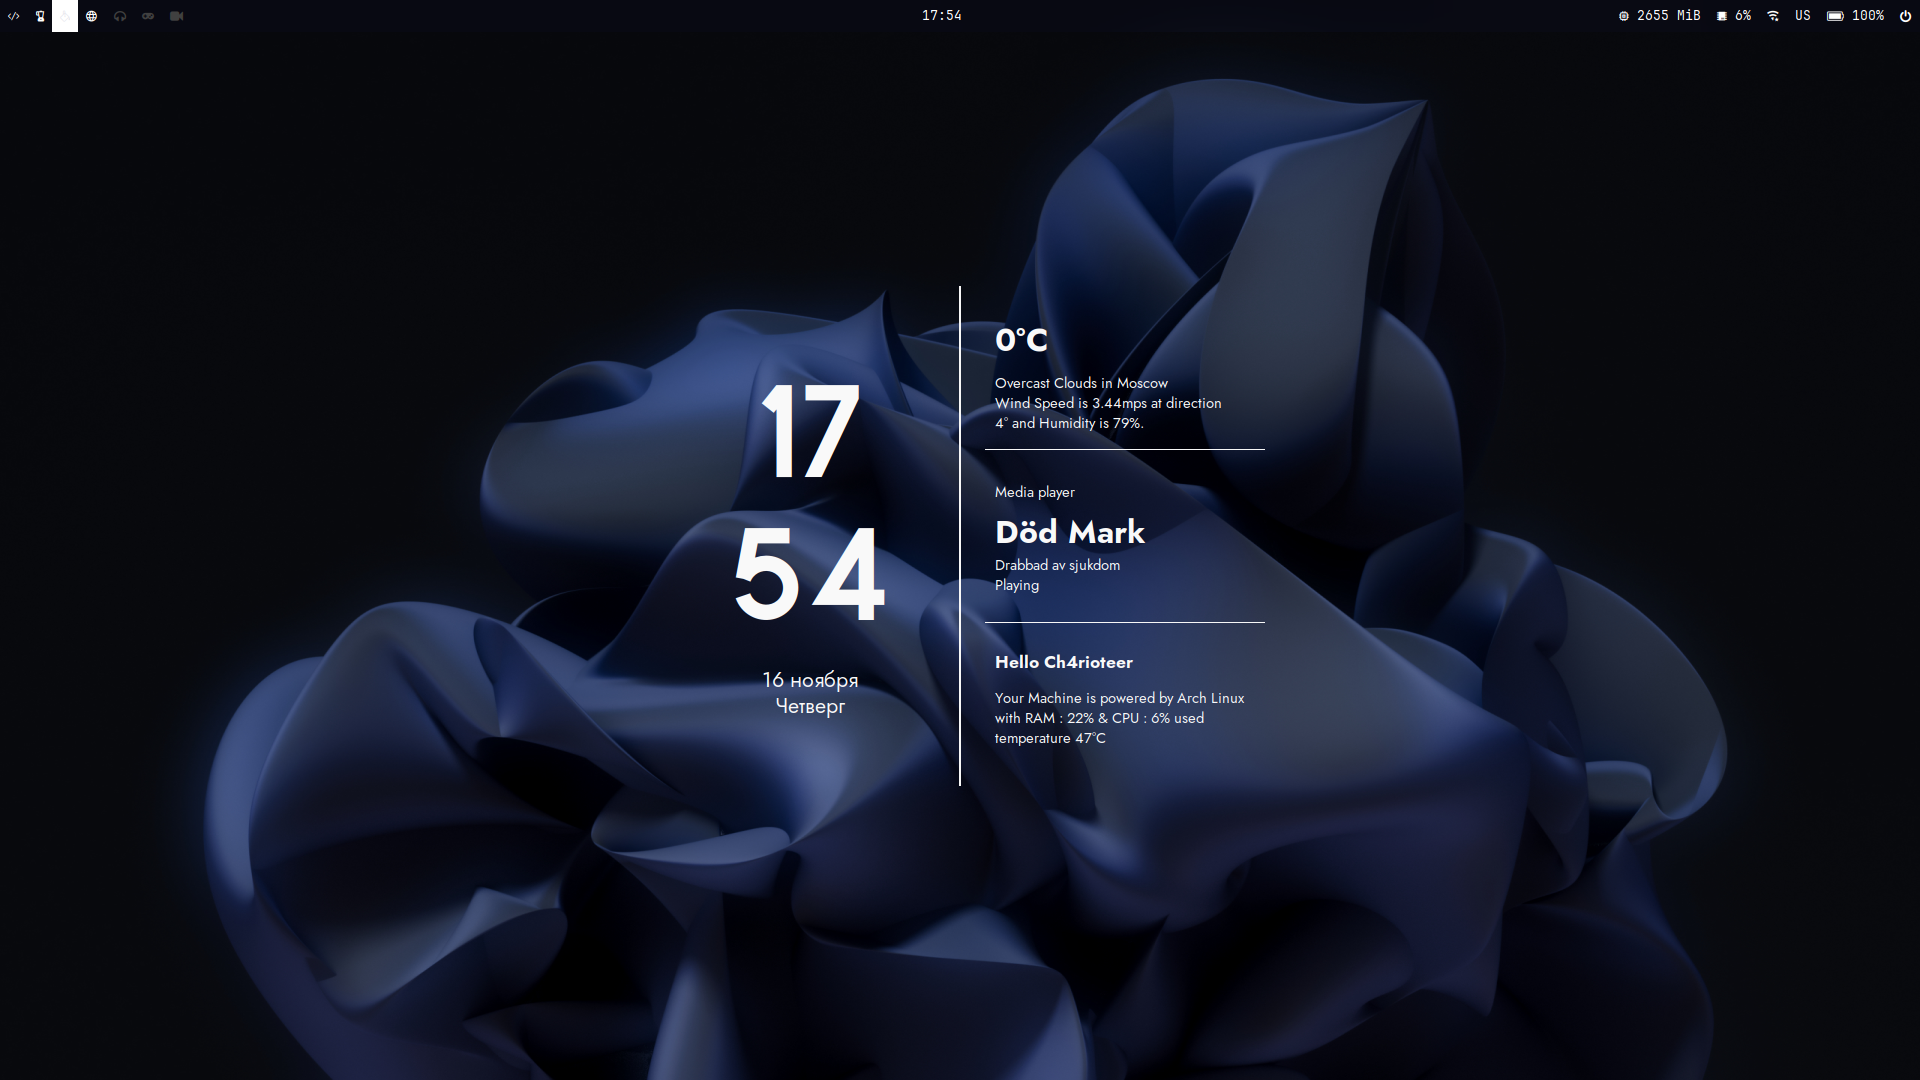 17:54
2655 MiB 6% US 100%
17
54
16 ноября
Четверг
0°C
Overcast Clouds in Moscow
Wind Speed is 3.44mps at direction
4° and Humidity is 79%.
Media player
Död Mark
Drabbad av sjukdom
Playing
Hello Ch4rioteer
Your Machine is powered by Arch Linux
with RAM : 22% & CPU : 6% used
temperature 47°C